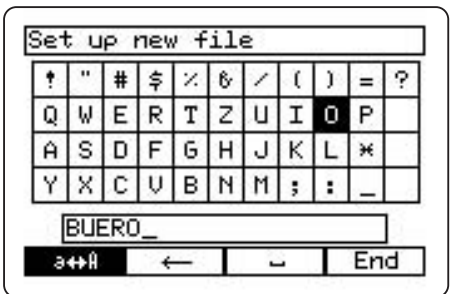 Set up new file
! " # $ % & / ( ) = ?
Q W E R T Z U I O P
A S D F G H J K L *
Y X C V B N M ; : _
BUERO_
a↔A ← ⎵ End